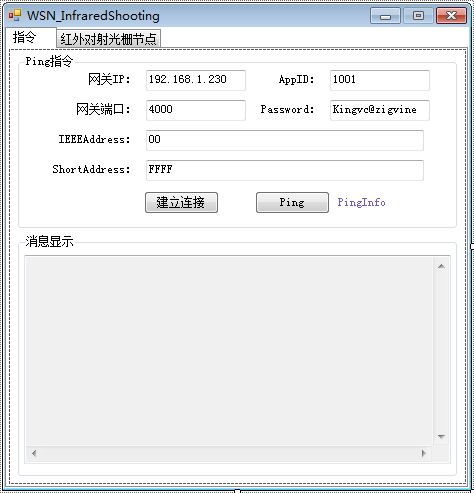 WSN_InfraredShooting
指令 红外对射光栅节点
Ping指令
网关IP: 192.168.1.230 AppID: 1001
网关端口: 4000 Password: Kingvc@zigvine
IEEEAddress: 00
ShortAddress: FFFF
建立连接 Ping PingInfo
消息显示